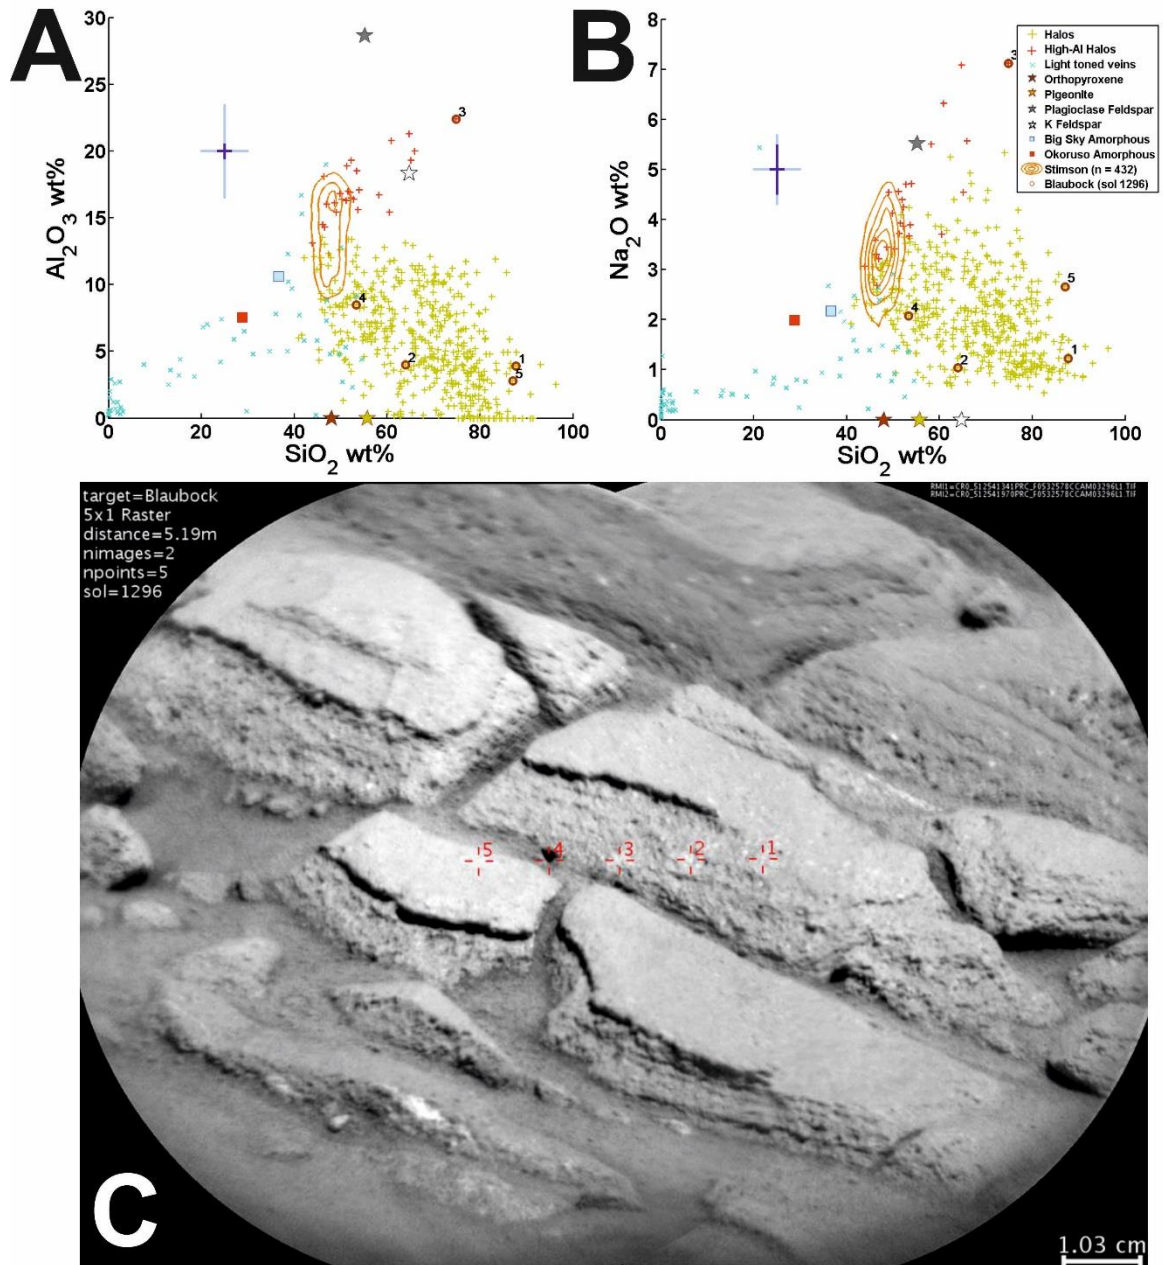 A
30
25
20
15
10
5
0
Al2O3 wt%
0 20 40 60 80 100
SiO2 wt%
3
4
2
1
5
B
8
7
6
5
4
3
2
1
0
Na2O wt%
0 20 40 60 80 100
SiO2 wt%
3
5
4
2
1
Halos
High-Al Halos
Light toned veins
Orthopyroxene
Pigeonite
Plagioclase Feldspar
K Feldspar
Big Sky Amorphous
Okoruso Amorphous
Stimson (n = 432)
Blaubock (sol 1296)
target=Blaubock
5x1 Raster
distance=5.19m
nimages=2
npoints=5
sol=1296
5 4 3 2 1
C
1.03 cm